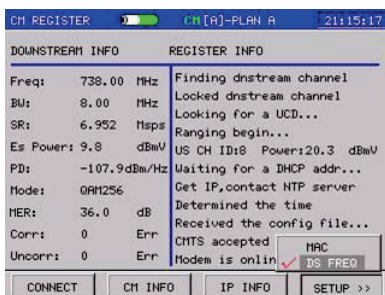 CM REGISTER
CM[A]-PLAN A
21:15:17
DOWNSTREAM INFO
REGISTER INFO
Freq: 738.00 MHz
BW: 8.00 MHz
SR: 6.952 Msps
Es Power: 9.8 dBmV
PD: -107.9dBm/Hz
Mode: QAM256
MER: 36.0 dB
Corr: 0 Err
Uncorr: 0 Err
Finding dnstream channel
Locked dnstream channel
Looking for a UCD...
Ranging begin...
US CH ID:8 Power:20.3 dBmV
Waiting for a DHCP addr...
Get IP,contact NTP server
Determined the time
Received the config file...
CMTS accepted
Modem is onlin
MAC
DS FREQ
CONNECT
CM INFO
IP INFO
SETUP >>